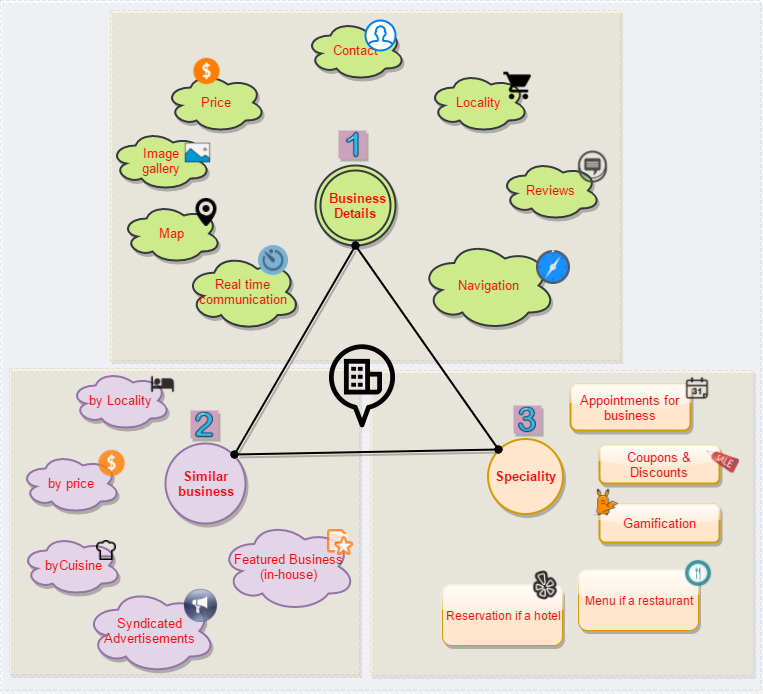 Contact
Price
Locality
1
Image
gallery
Reviews
Business
Details
Map
Real time
communication
Navigation
by Locality
2
3
31
Appointments for
business
by price
Similar
business
Speciality
Coupons &
Discounts
SALE
Gamification
byCuisine
Featured Business
(in-house)
Syndicated
Advertisements
Reservation if a hotel
Menu if a restaurant